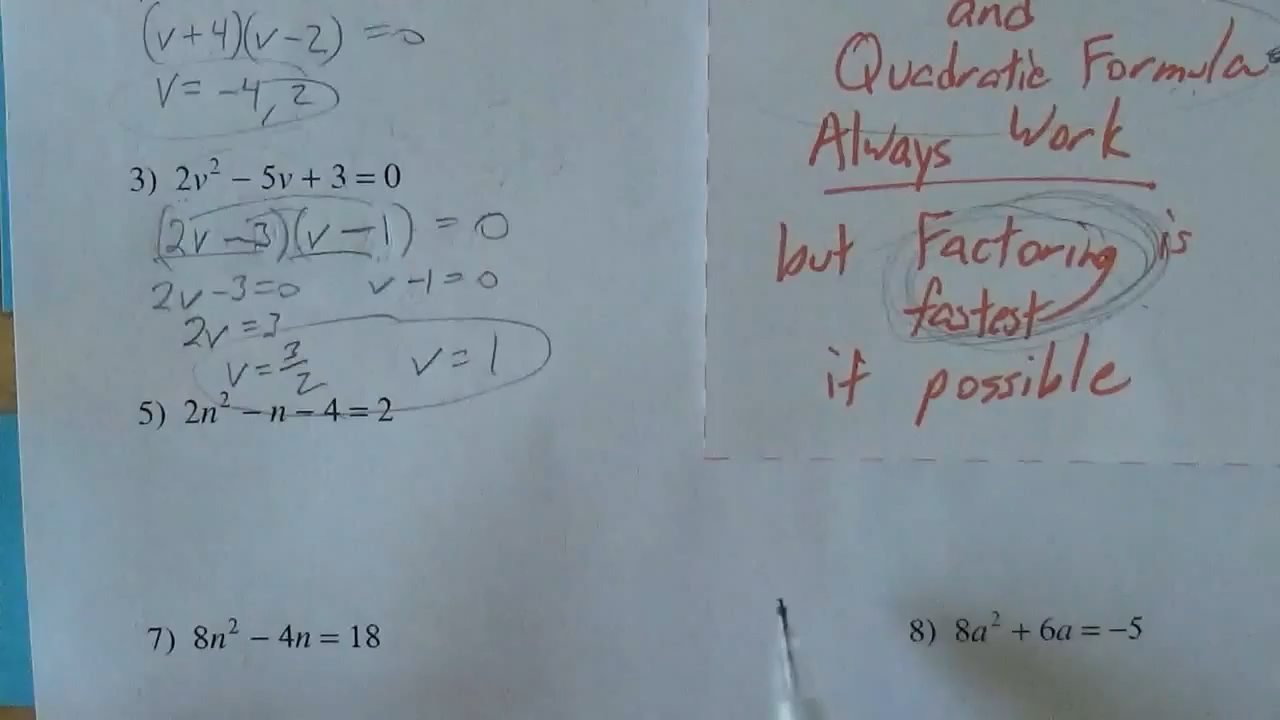 (v+4)(v-2) = 0
v = -4, 2
3) 2v² − 5v + 3 = 0
(2v - 3)(v - 1) = 0
2v - 3 = 0 v - 1 = 0
2v = 3
v = 3/2 v = 1
5) 2n² − n − 4 = 2
7) 8n² − 4n = 18
and
Quadratic Formula
Always Work
but Factoring is
fastest
if possible
8) 8a² + 6a = −5